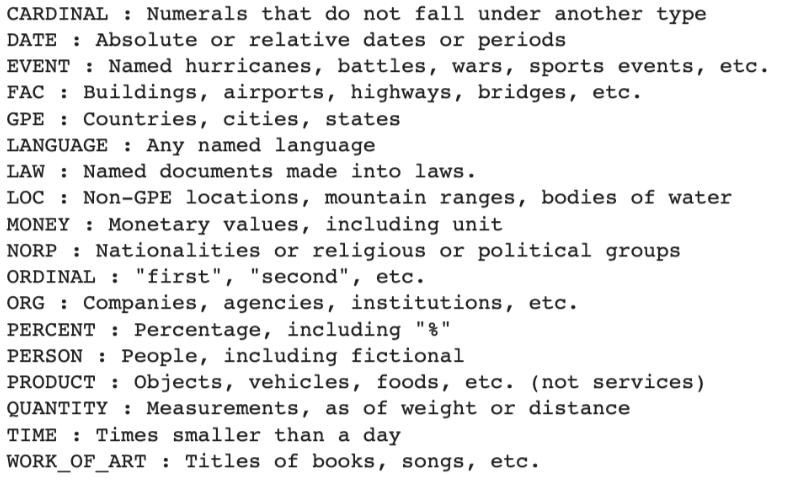 CARDINAL : Numerals that do not fall under another type
DATE : Absolute or relative dates or periods
EVENT : Named hurricanes, battles, wars, sports events, etc.
FAC : Buildings, airports, highways, bridges, etc.
GPE : Countries, cities, states
LANGUAGE : Any named language
LAW : Named documents made into laws.
LOC : Non-GPE locations, mountain ranges, bodies of water
MONEY : Monetary values, including unit
NORP : Nationalities or religious or political groups
ORDINAL : "first", "second", etc.
ORG : Companies, agencies, institutions, etc.
PERCENT : Percentage, including "%"
PERSON : People, including fictional
PRODUCT : Objects, vehicles, foods, etc. (not services)
QUANTITY : Measurements, as of weight or distance
TIME : Times smaller than a day
WORK_OF_ART : Titles of books, songs, etc.